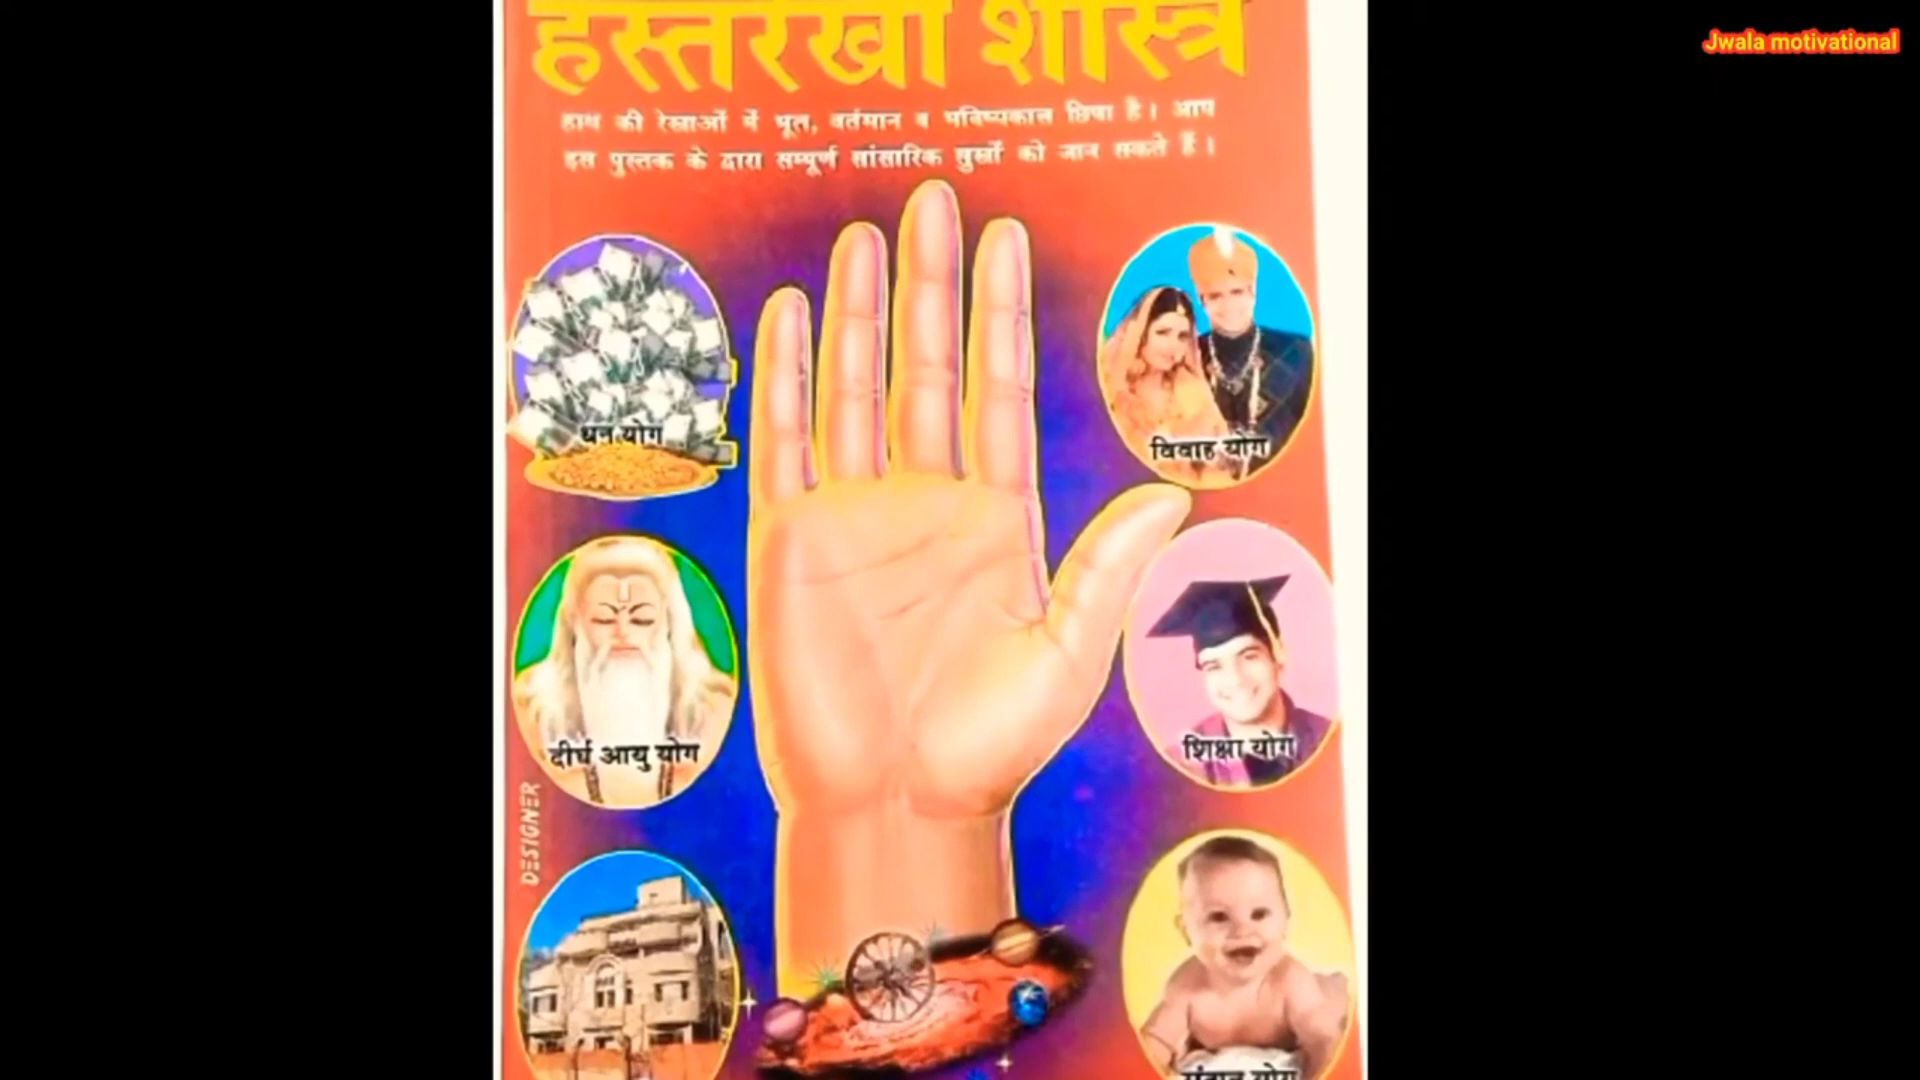 Jwala motivational
हस्तरेखा शास्त्र
हाथ की रेखाओं में भूत, वर्तमान व भविष्यकाल छिपा है। आप
इस पुस्तक के द्वारा सम्पूर्ण सांसारिक सुखों को जान सकते हैं।
धन योग
विवाह योग
दीर्घ आयु योग
शिक्षा योग
DESIGNER
संतान योग